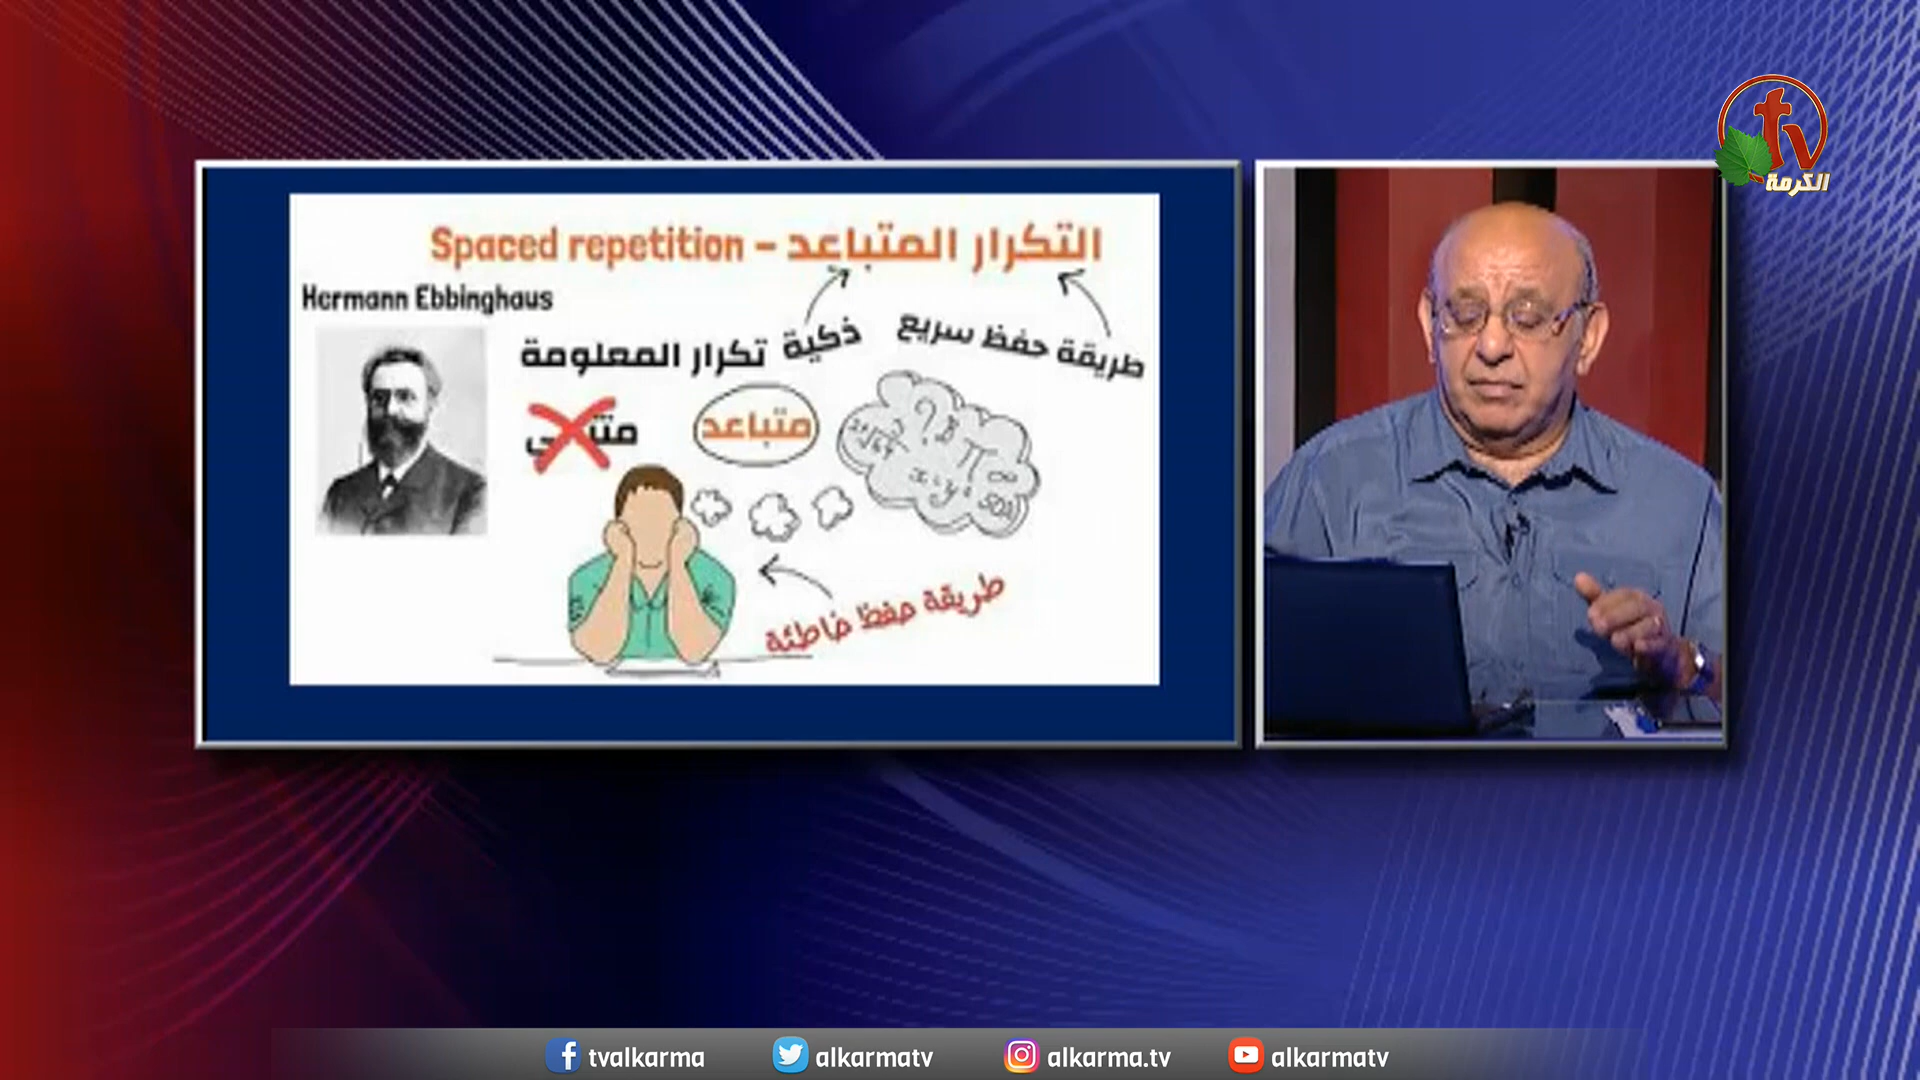 tv
الكرمة
التكرار المتباعد – Spaced repetition
Hermann Ebbinghaus
طريقة حفظ سريع
ذكية
تكرار المعلومة
متباعد
? B
π ∞
x y
طريقة حفظ خاطئة
tvalkarma
alkarmatv
alkarma.tv
alkarmatv